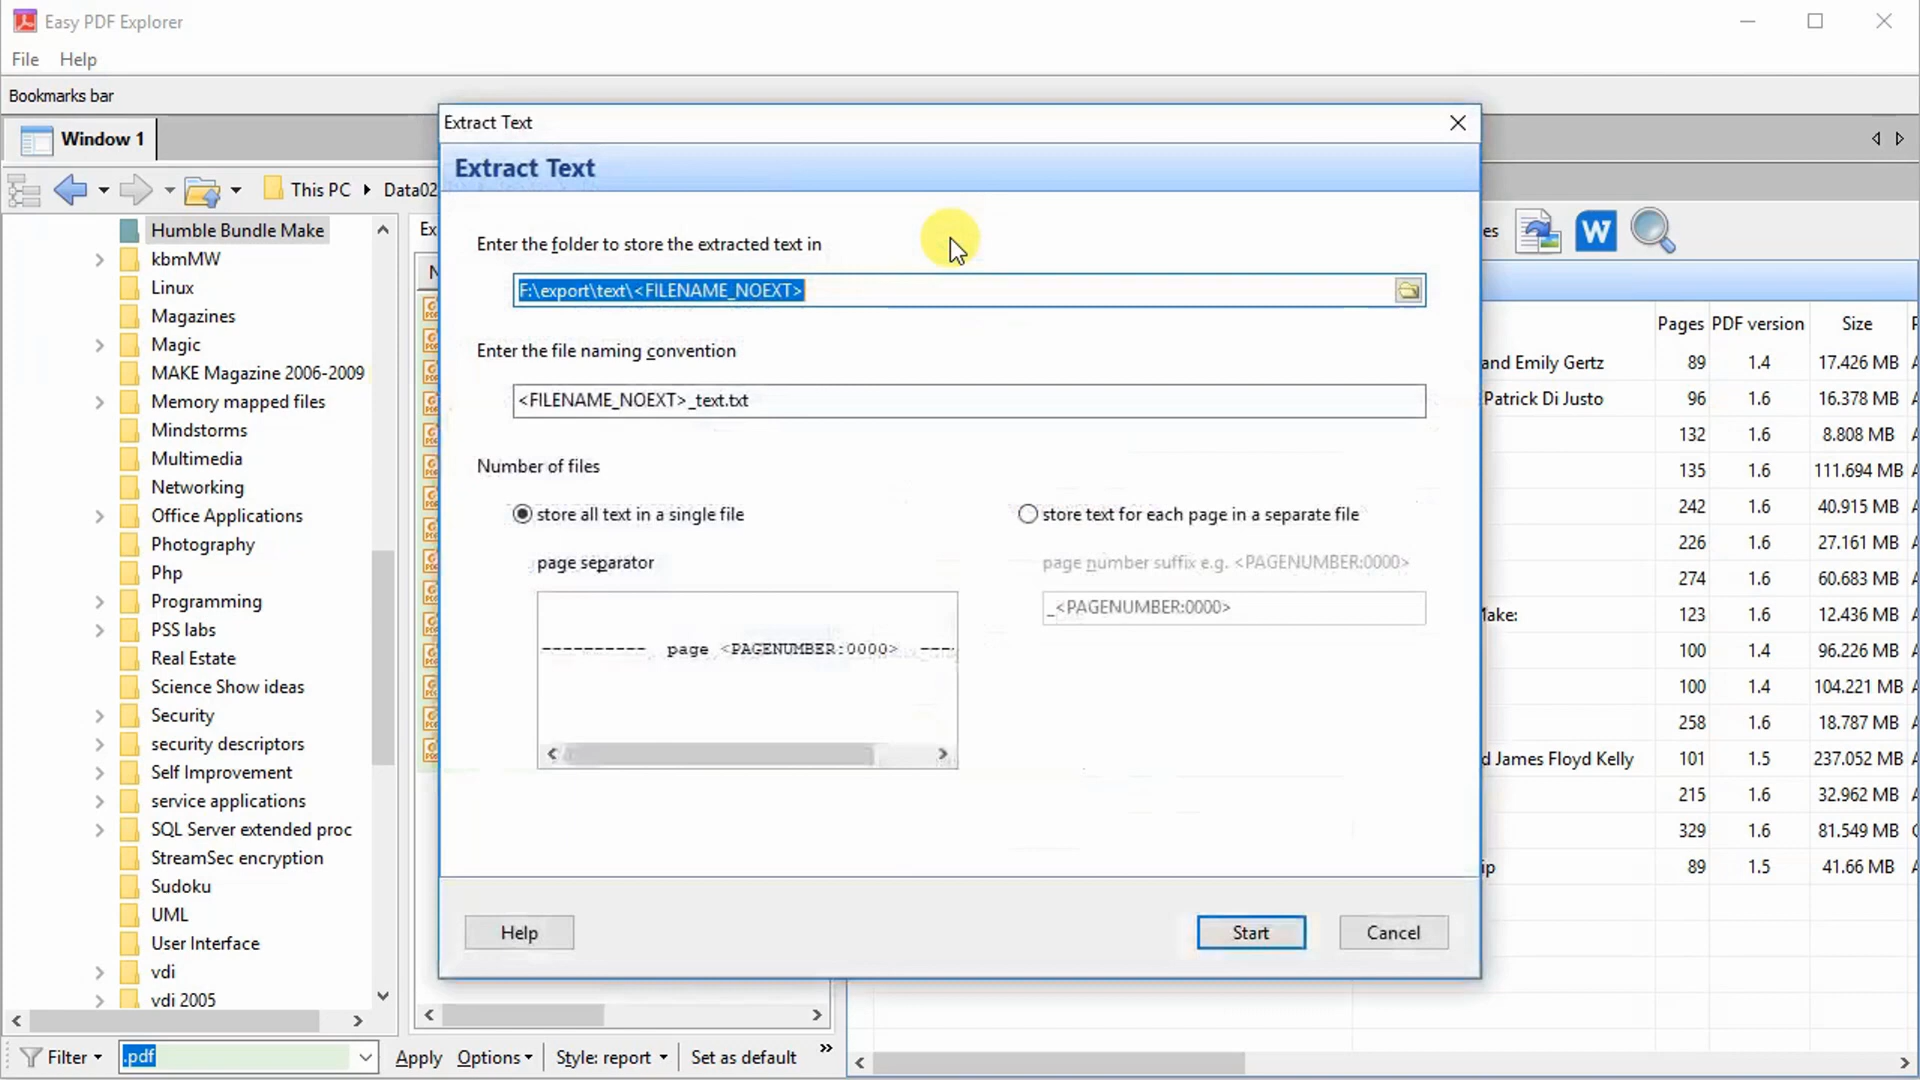 Easy PDF Explorer
File Help
Bookmarks bar
Window 1
This PC Data02
Humble Bundle Make
kbmMW
Linux
Magazines
Magic
MAKE Magazine 2006-2009
Memory mapped files
Mindstorms
Multimedia
Networking
Office Applications
Photography
Php
Programming
PSS labs
Real Estate
Science Show ideas
Security
security descriptors
Self Improvement
service applications
SQL Server extended proc
StreamSec encryption
Sudoku
UML
User Interface
vdi
vdi 2005
Filter .pdf Apply Options Style: report Set as default »
Ex
N
Extract Text
Extract Text
Enter the folder to store the extracted text in
F:\export\text\<FILENAME_NOEXT>
Enter the file naming convention
<FILENAME_NOEXT>_text.txt
Number of files
store all text in a single file
page separator
---------- page <PAGENUMBER:0000> ----
store text for each page in a separate file
page number suffix e.g. <PAGENUMBER:0000>
_<PAGENUMBER:0000>
Help Start Cancel
es W
Pages PDF version Size
and Emily Gertz 89 1.4 17.426 MB A
Patrick Di Justo 96 1.6 16.378 MB A
132 1.6 8.808 MB A
135 1.6 111.694 MB A
242 1.6 40.915 MB A
226 1.6 27.161 MB A
274 1.6 60.683 MB A
Make: 123 1.6 12.436 MB A
100 1.4 96.226 MB A
100 1.4 104.221 MB A
258 1.6 18.787 MB A
d James Floyd Kelly 101 1.5 237.052 MB A
215 1.6 32.962 MB A
329 1.6 81.549 MB
ip 89 1.5 41.66 MB A